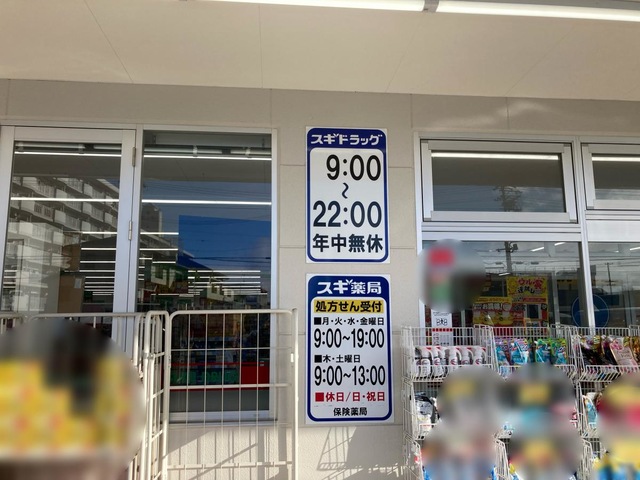 スギドラッグ
9:00
～
22:00
年中無休
スギ薬局
処方せん受付
■月・火・水・金曜日
9:00～19:00
■木・土曜日
9:00～13:00
■休日/日・祝日
保険薬局